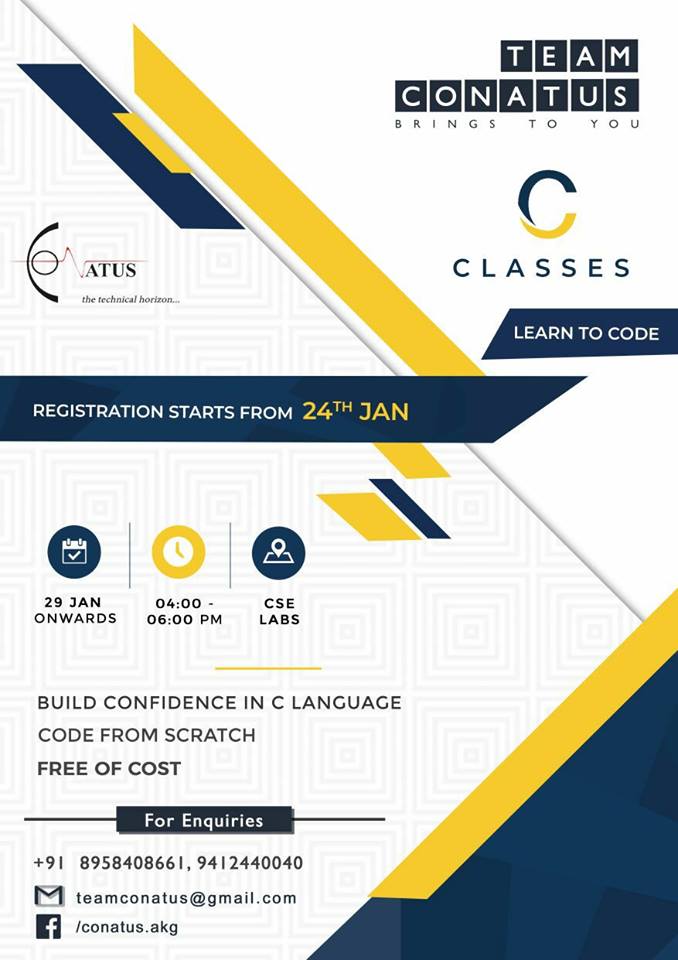 TEAM
CONATUS
BRINGS TO YOU
C
CLASSES
LEARN TO CODE
CONATUS
the technical horizon...
REGISTRATION STARTS FROM 24TH JAN
29 JAN
ONWARDS
04:00 -
06:00 PM
CSE
LABS
BUILD CONFIDENCE IN C LANGUAGE
CODE FROM SCRATCH
FREE OF COST
For Enquiries
+91 8958408661, 9412440040
teamconatus@gmail.com
/conatus.akg